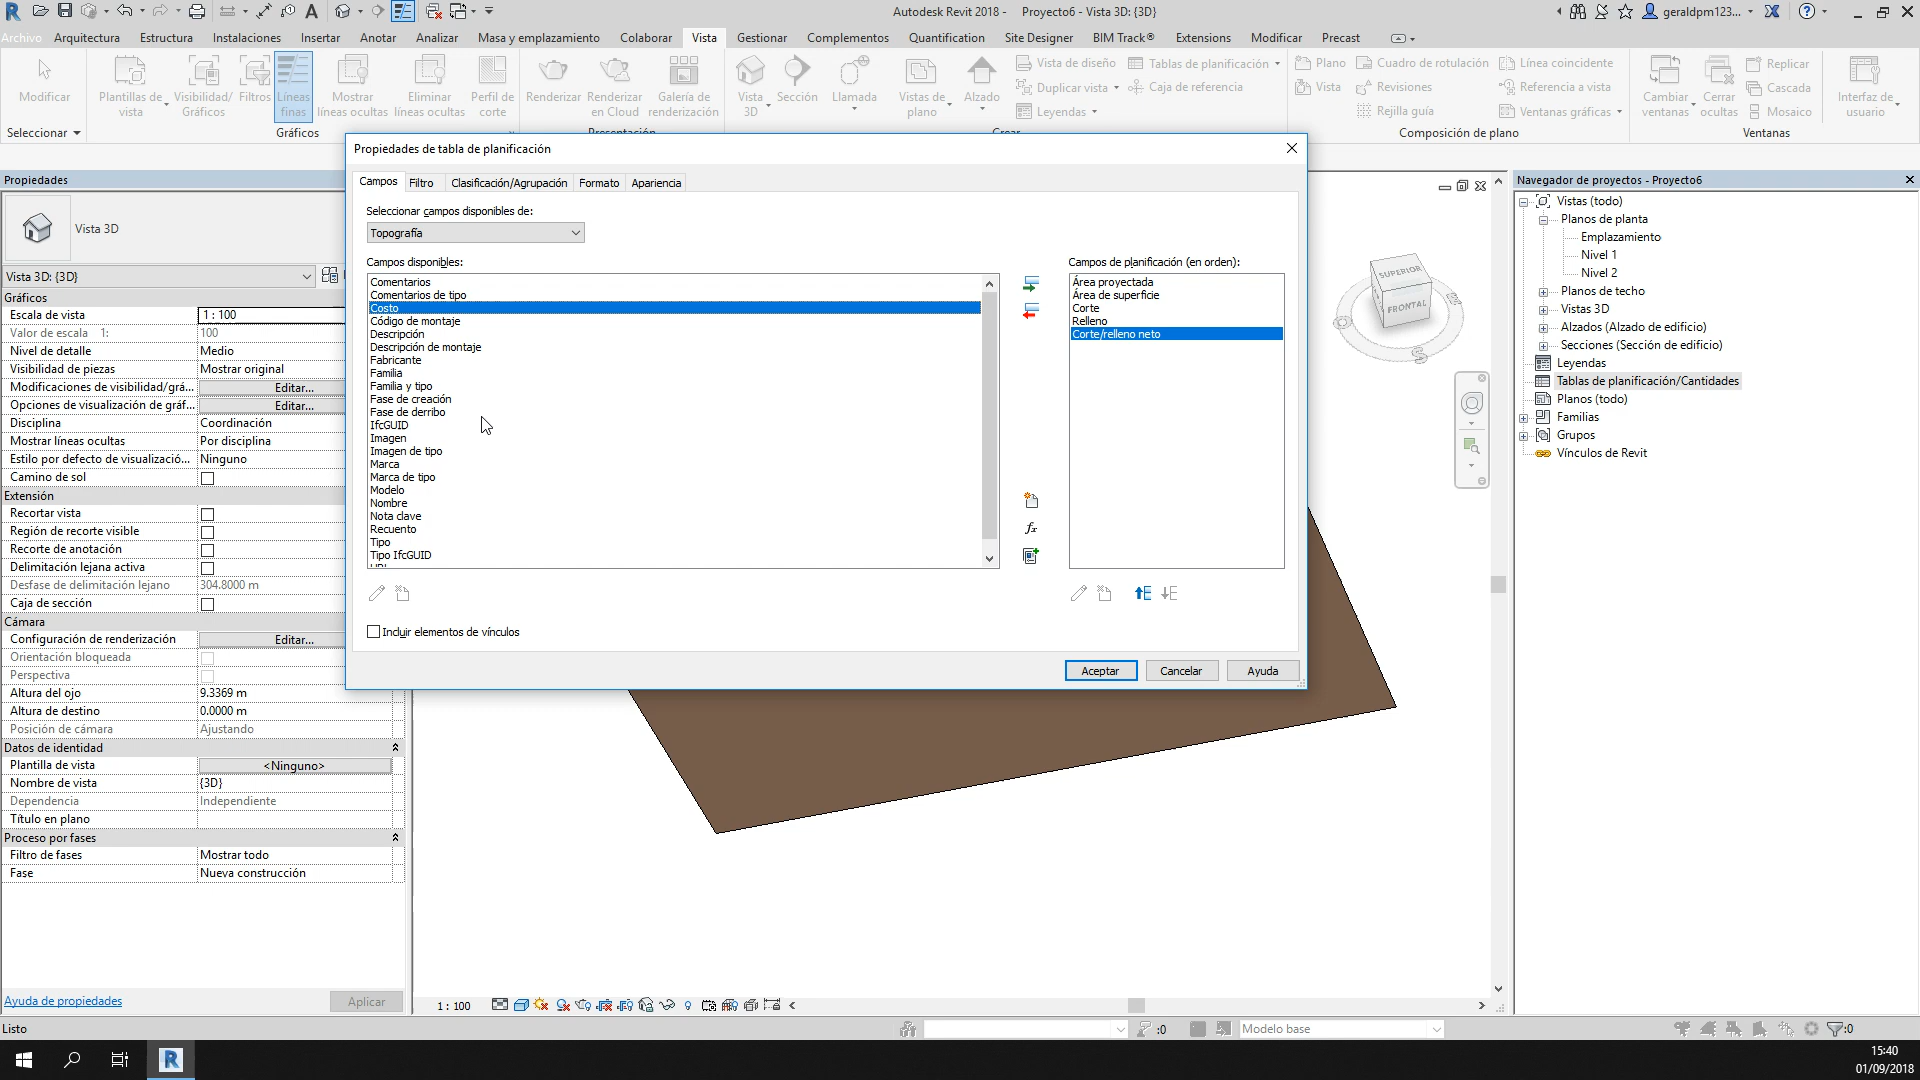 Autodesk Revit 2018 - Proyecto6 - Vista 3D: {3D}
geraldpm123...
Archivo Arquitectura Estructura Instalaciones Insertar Anotar Analizar Masa y emplazamiento Colaborar Vista Gestionar Complementos Quantification Site Designer BIM Track® Extensions Modificar Precast
Modificar
Plantillas de vista
Visibilidad/ Gráficos
Filtros
Líneas finas
Mostrar líneas ocultas
Eliminar líneas ocultas
Perfil de corte
Renderizar
Renderizar en Cloud
Galería de renderización
Vista 3D
Sección
Llamada
Vistas de plano
Alzado
Vista de diseño
Duplicar vista
Leyendas
Tablas de planificación
Caja de referencia
Plano
Vista
Cuadro de rotulación
Revisiones
Rejilla guía
Línea coincidente
Referencia a vista
Ventanas gráficas
Cambiar ventanas
Cerrar ocultas
Replicar
Cascada
Mosaico
Interfaz de usuario
Seleccionar
Gráficos
Presentación
Crear
Composición de plano
Ventanas
Propiedades
Vista 3D
Vista 3D: {3D}
Gráficos
Escala de vista 1 : 100
Valor de escala 1: 100
Nivel de detalle Medio
Visibilidad de piezas Mostrar original
Modificaciones de visibilidad/grá... Editar...
Opciones de visualización de gráf... Editar...
Disciplina Coordinación
Mostrar líneas ocultas Por disciplina
Estilo por defecto de visualizació... Ninguno
Camino de sol
Extensión
Recortar vista
Región de recorte visible
Recorte de anotación
Delimitación lejana activa
Desfase de delimitación lejano 304.8000 m
Caja de sección
Cámara
Configuración de renderización Editar...
Orientación bloqueada
Perspectiva
Altura del ojo 9.3369 m
Altura de destino 0.0000 m
Posición de cámara Ajustando
Datos de identidad
Plantilla de vista <Ninguno>
Nombre de vista {3D}
Dependencia Independiente
Título en plano
Proceso por fases
Filtro de fases Mostrar todo
Fase Nueva construcción
Ayuda de propiedades Aplicar
Propiedades de tabla de planificación
Campos Filtro Clasificación/Agrupación Formato Apariencia
Seleccionar campos disponibles de:
Topografía
Campos disponibles:
Comentarios
Comentarios de tipo
Costo
Código de montaje
Descripción
Descripción de montaje
Fabricante
Familia
Familia y tipo
Fase de creación
Fase de derribo
IfcGUID
Imagen
Imagen de tipo
Marca
Marca de tipo
Modelo
Nombre
Nota clave
Recuento
Tipo
Tipo IfcGUID
fx
Campos de planificación (en orden):
Área proyectada
Área de superficie
Corte
Relleno
Corte/relleno neto
Incluir elementos de vínculos
Aceptar Cancelar Ayuda
SUPERIOR
FRONTAL
S
Navegador de proyectos - Proyecto6
Vistas (todo)
Planos de planta
Emplazamiento
Nivel 1
Nivel 2
Planos de techo
Vistas 3D
Alzados (Alzado de edificio)
Secciones (Sección de edificio)
Leyendas
Tablas de planificación/Cantidades
Planos (todo)
Familias
Grupos
Vínculos de Revit
1 : 100
Listo
:0
Modelo base
:0
15:40
01/09/2018